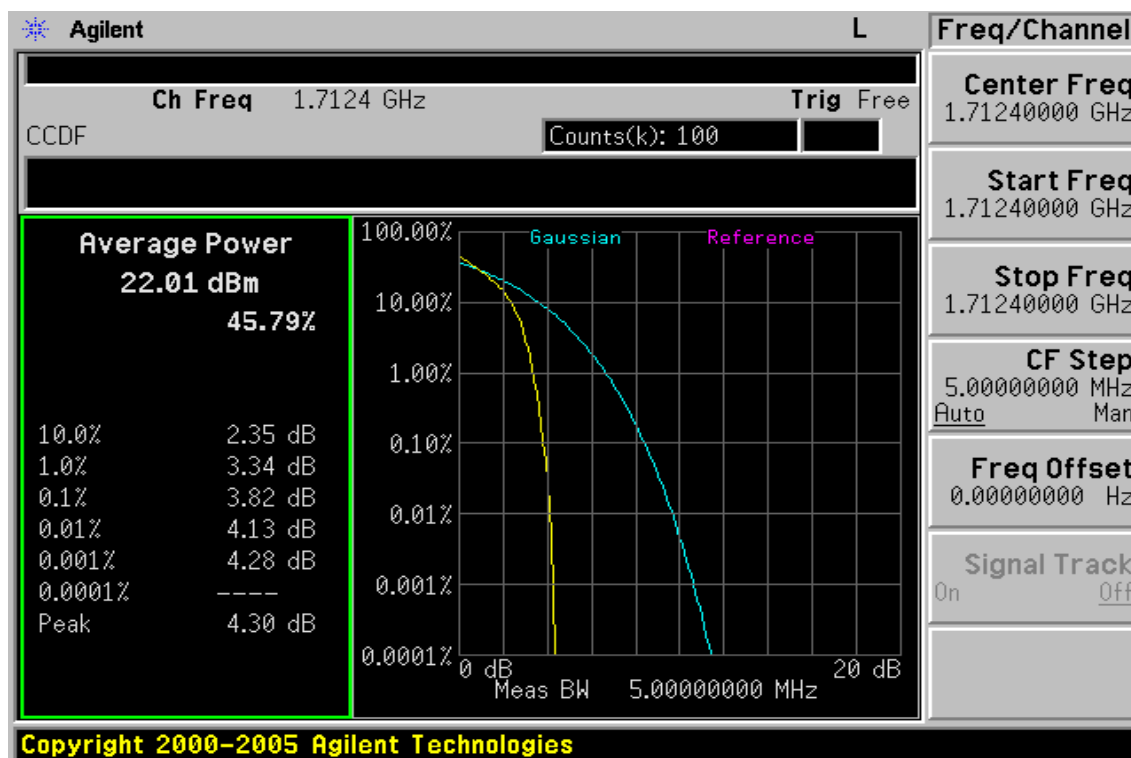 Agilent
L
Freq/Channel
Ch Freq 1.7124 GHz
Trig Free
CCDF
Counts(k): 100
Average Power
22.01 dBm
45.79%
10.0% 2.35 dB
1.0% 3.34 dB
0.1% 3.82 dB
0.01% 4.13 dB
0.001% 4.28 dB
0.0001% ----
Peak 4.30 dB
Gaussian
Reference
100.00%
10.00%
1.00%
0.10%
0.01%
0.001%
0.0001%
0 dB
20 dB
Meas BW 5.00000000 MHz
Center Freq
1.71240000 GHz
Start Freq
1.71240000 GHz
Stop Freq
1.71240000 GHz
CF Step
5.00000000 MHz
Auto Man
Freq Offset
0.00000000 Hz
Signal Track
On Off
Copyright 2000-2005 Agilent Technologies